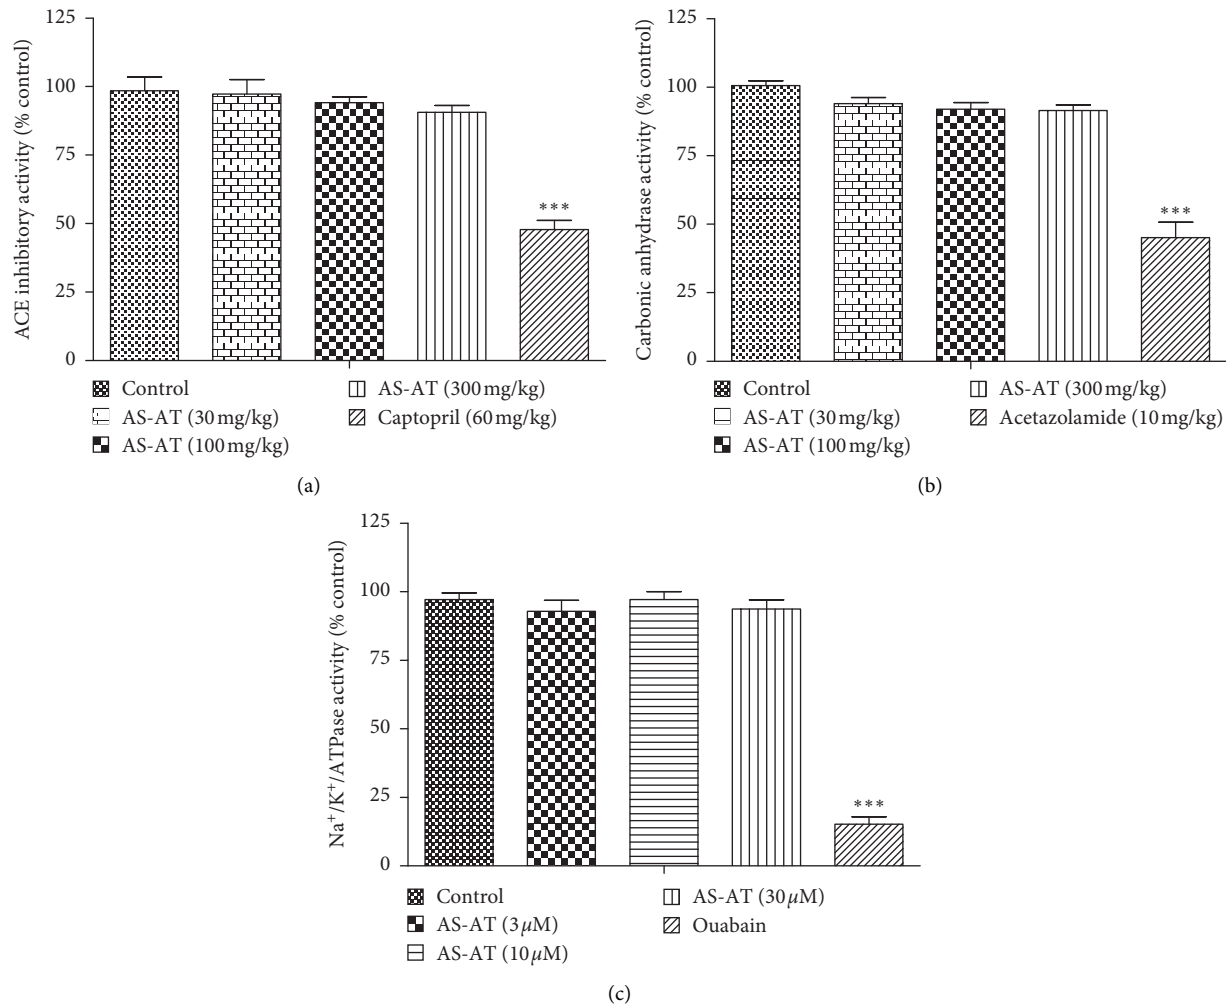 ACE inhibitory activity (% control)
125
100
75
50
25
0
***
Control
AS-AT (30 mg/kg)
AS-AT (100 mg/kg)
AS-AT (300 mg/kg)
Captopril (60 mg/kg)
(a)
Carbonic anhydrase activity (% control)
125
100
75
50
25
0
***
Control
AS-AT (30 mg/kg)
AS-AT (100 mg/kg)
AS-AT (300 mg/kg)
Acetazolamide (10 mg/kg)
(b)
Na⁺/K⁺/ATPase activity (% control)
125
100
75
50
25
0
***
Control
AS-AT (3 μM)
AS-AT (10 μM)
AS-AT (30 μM)
Ouabain
(c)